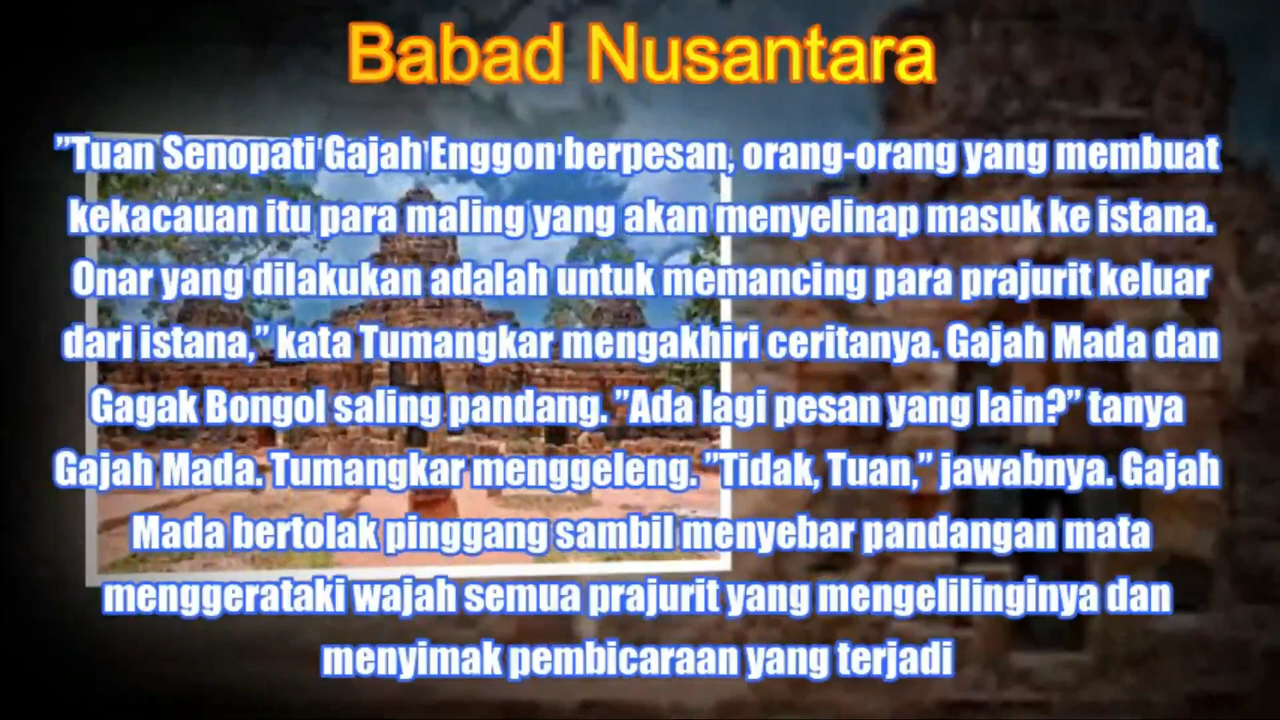 Babad Nusantara
”Tuan Senopati Gajah Enggon berpesan, orang-orang yang membuat
kekacauan itu para maling yang akan menyelinap masuk ke istana.
Onar yang dilakukan adalah untuk memancing para prajurit keluar
dari istana,” kata Tumangkar mengakhiri ceritanya. Gajah Mada dan
Gagak Bongol saling pandang. ”Ada lagi pesan yang lain?” tanya
Gajah Mada. Tumangkar menggeleng. ”Tidak, Tuan,” jawabnya. Gajah
Mada bertolak pinggang sambil menyebar pandangan mata
menggerataki wajah semua prajurit yang mengelilinginya dan
menyimak pembicaraan yang terjadi